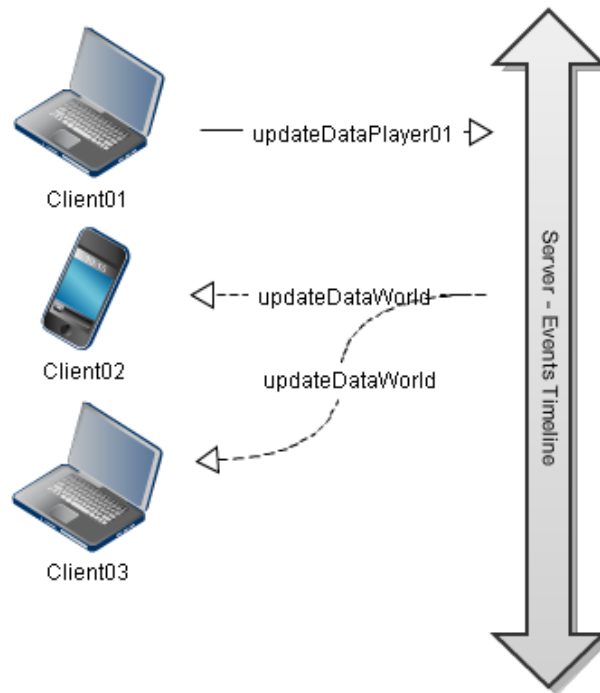 updateDataPlayer01
Client01
updateDataWorld
Client02
updateDataWorld
Client03
Server - Events Timeline